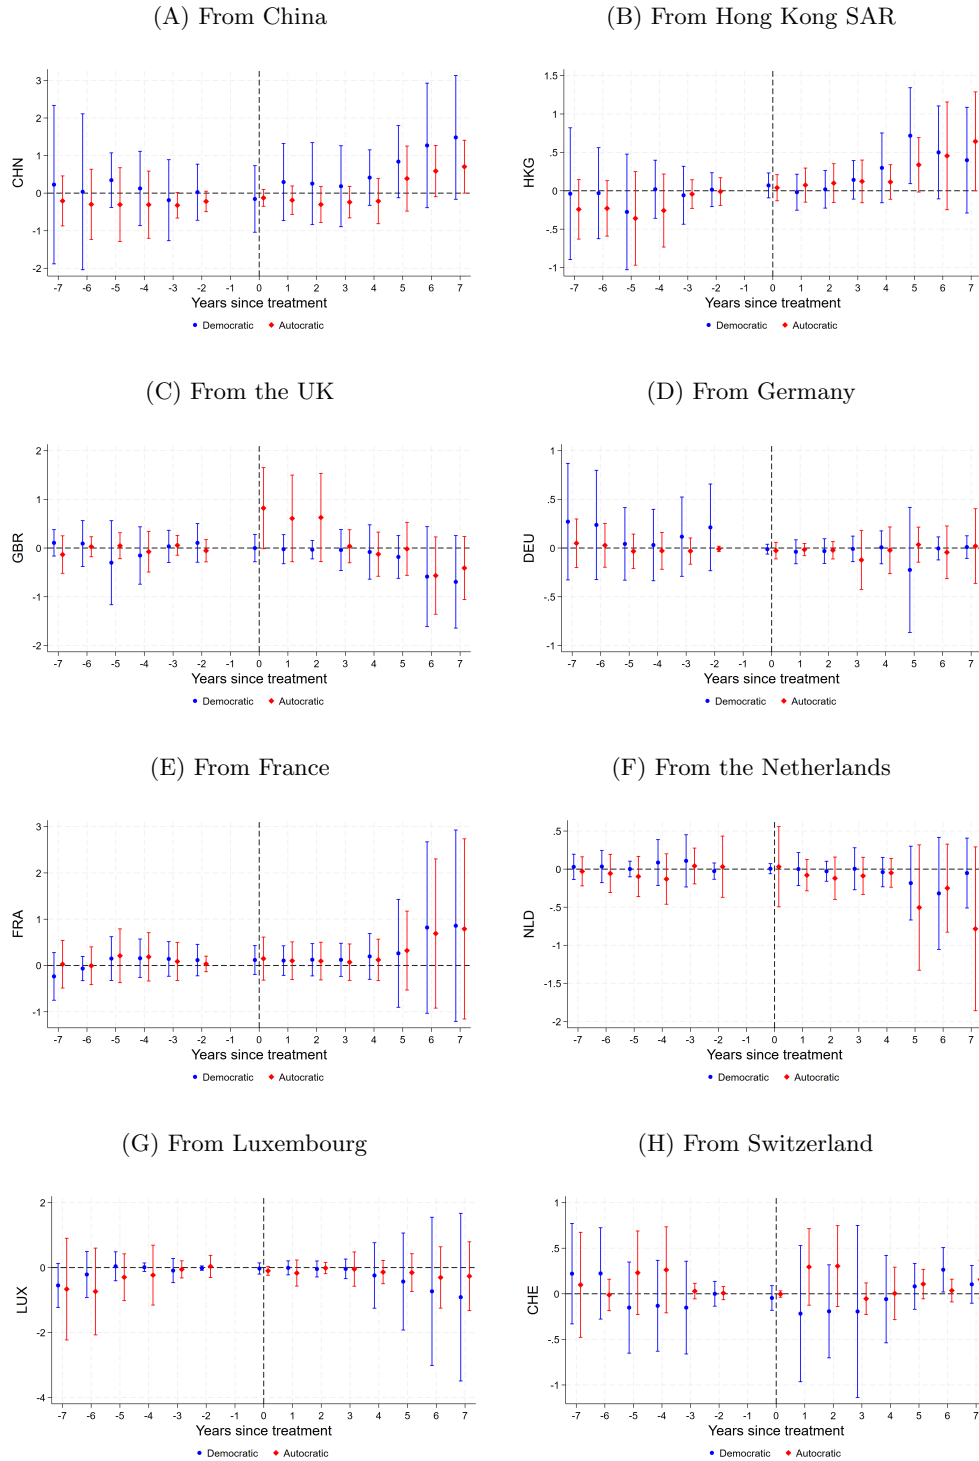 (A) From China
(B) From Hong Kong SAR
3
2
1
0
-1
-2
CHN
-7 -6 -5 -4 -3 -2 -1 0 1 2 3 4 5 6 7
Years since treatment
Democratic Autocratic
1.5
1
.5
0
-.5
-1
HKG
-7 -6 -5 -4 -3 -2 -1 0 1 2 3 4 5 6 7
Years since treatment
Democratic Autocratic
(C) From the UK
(D) From Germany
2
1
0
-1
-2
GBR
-7 -6 -5 -4 -3 -2 -1 0 1 2 3 4 5 6 7
Years since treatment
Democratic Autocratic
1
.5
0
-.5
-1
DEU
-7 -6 -5 -4 -3 -2 -1 0 1 2 3 4 5 6 7
Years since treatment
Democratic Autocratic
(E) From France
(F) From the Netherlands
3
2
1
0
-1
FRA
-7 -6 -5 -4 -3 -2 -1 0 1 2 3 4 5 6 7
Years since treatment
Democratic Autocratic
.5
0
-.5
-1
-1.5
-2
NLD
-7 -6 -5 -4 -3 -2 -1 0 1 2 3 4 5 6 7
Years since treatment
Democratic Autocratic
(G) From Luxembourg
(H) From Switzerland
2
0
-2
-4
LUX
-7 -6 -5 -4 -3 -2 -1 0 1 2 3 4 5 6 7
Years since treatment
Democratic Autocratic
1
.5
0
-.5
-1
CHE
-7 -6 -5 -4 -3 -2 -1 0 1 2 3 4 5 6 7
Years since treatment
Democratic Autocratic